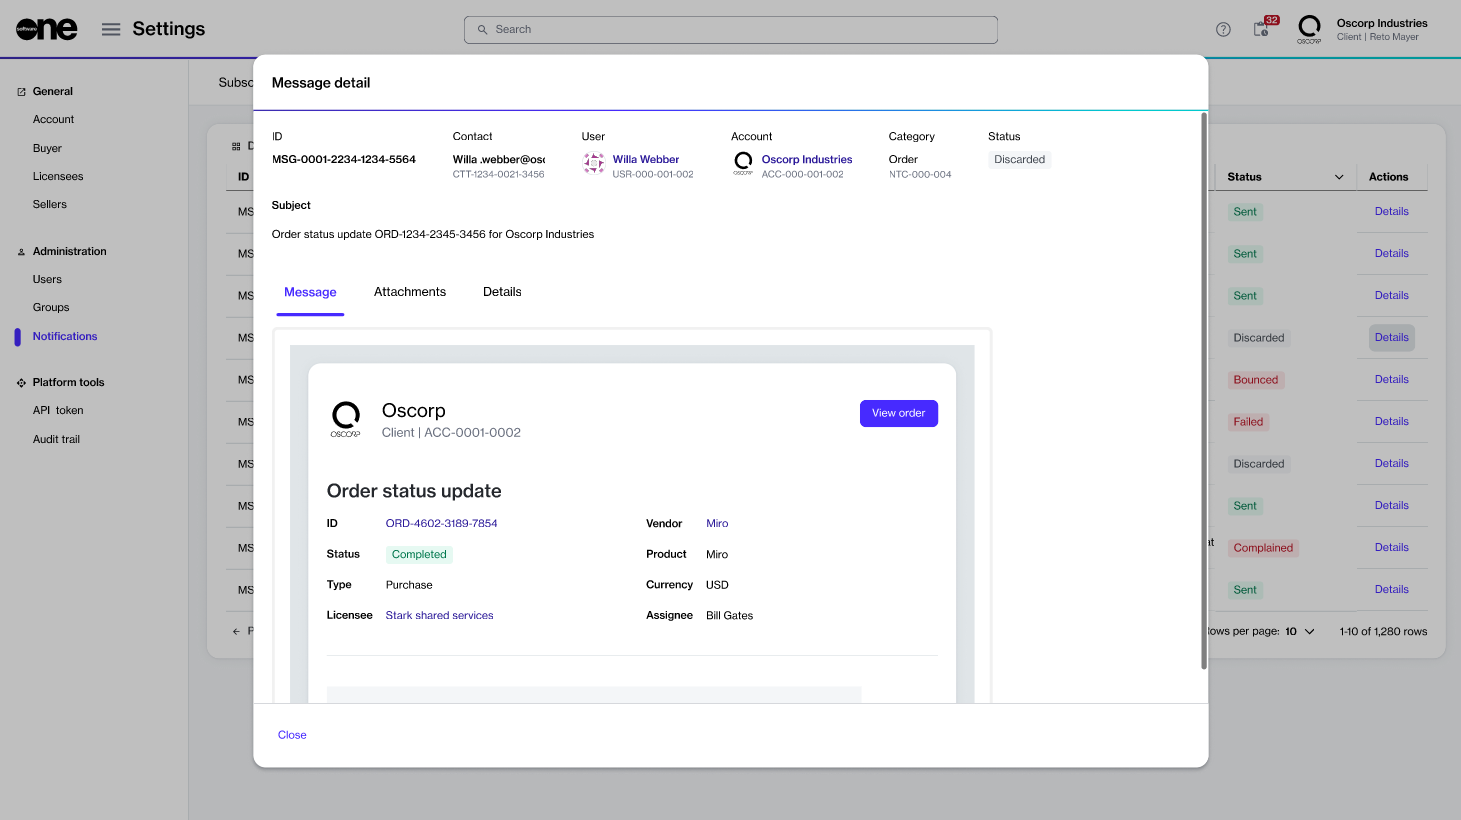 software one
Settings
Search
32
Oscorp Industries
Client | Reto Mayer
OSCORP
General
Account
Buyer
Licensees
Sellers
Administration
Users
Groups
Notifications
Platform tools
API token
Audit trail
Subsc
D
ID
Status
Actions
MS
Sent
Details
MS
Sent
Details
MS
Sent
Details
MS
Discarded
Details
MS
Bounced
Details
MS
Failed
Details
MS
Discarded
Details
MS
Sent
Details
MS
at
Complained
Details
MS
Sent
Details
P
ows per page: 10
1-10 of 1,280 rows
Message detail
ID
Contact
User
Account
Category
Status
MSG-0001-2234-1234-5564
Willa .webber@osc
Willa Webber
Oscorp Industries
Order
Discarded
CTT-1234-0021-3456
USR-000-001-002
OSCORP
ACC-000-001-002
NTC-000-004
Subject
Order status update ORD-1234-2345-3456 for Oscorp Industries
Message
Attachments
Details
OSCORP
Oscorp
Client | ACC-0001-0002
View order
Order status update
ID ORD-4602-3189-7854
Vendor Miro
Status Completed
Product Miro
Type Purchase
Currency USD
Licensee Stark shared services
Assignee Bill Gates
Close